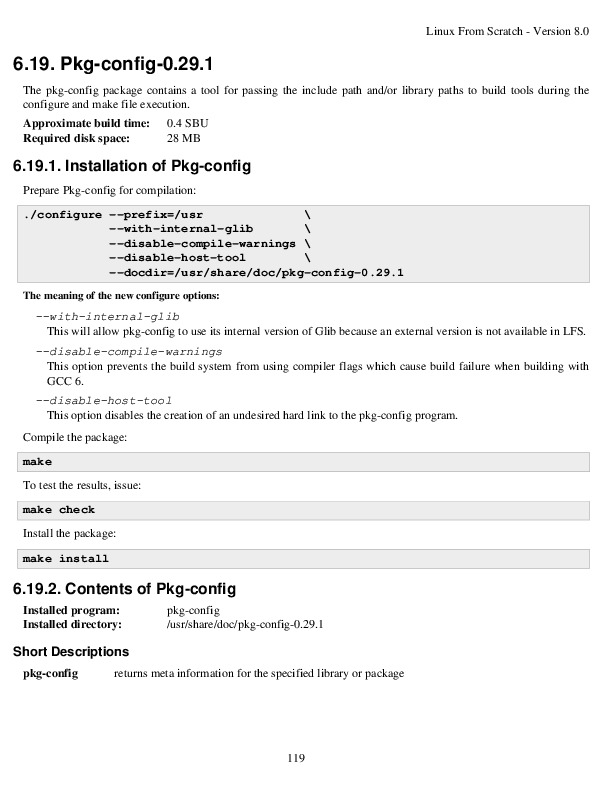 Linux From Scratch - Version 8.0
6.19. Pkg-config-0.29.1
The pkg-config package contains a tool for passing the include path and/or library paths to build tools during the
configure and make file execution.
Approximate build time: 0.4 SBU
Required disk space: 28 MB
6.19.1. Installation of Pkg-config
Prepare Pkg-config for compilation:
./configure --prefix=/usr \
--with-internal-glib \
--disable-compile-warnings \
--disable-host-tool \
--docdir=/usr/share/doc/pkg-config-0.29.1
The meaning of the new configure options:
--with-internal-glib
This will allow pkg-config to use its internal version of Glib because an external version is not available in LFS.
--disable-compile-warnings
This option prevents the build system from using compiler flags which cause build failure when building with
GCC 6.
--disable-host-tool
This option disables the creation of an undesired hard link to the pkg-config program.
Compile the package:
make
To test the results, issue:
make check
Install the package:
make install
6.19.2. Contents of Pkg-config
Installed program: pkg-config
Installed directory: /usr/share/doc/pkg-config-0.29.1
Short Descriptions
pkg-config returns meta information for the specified library or package
119